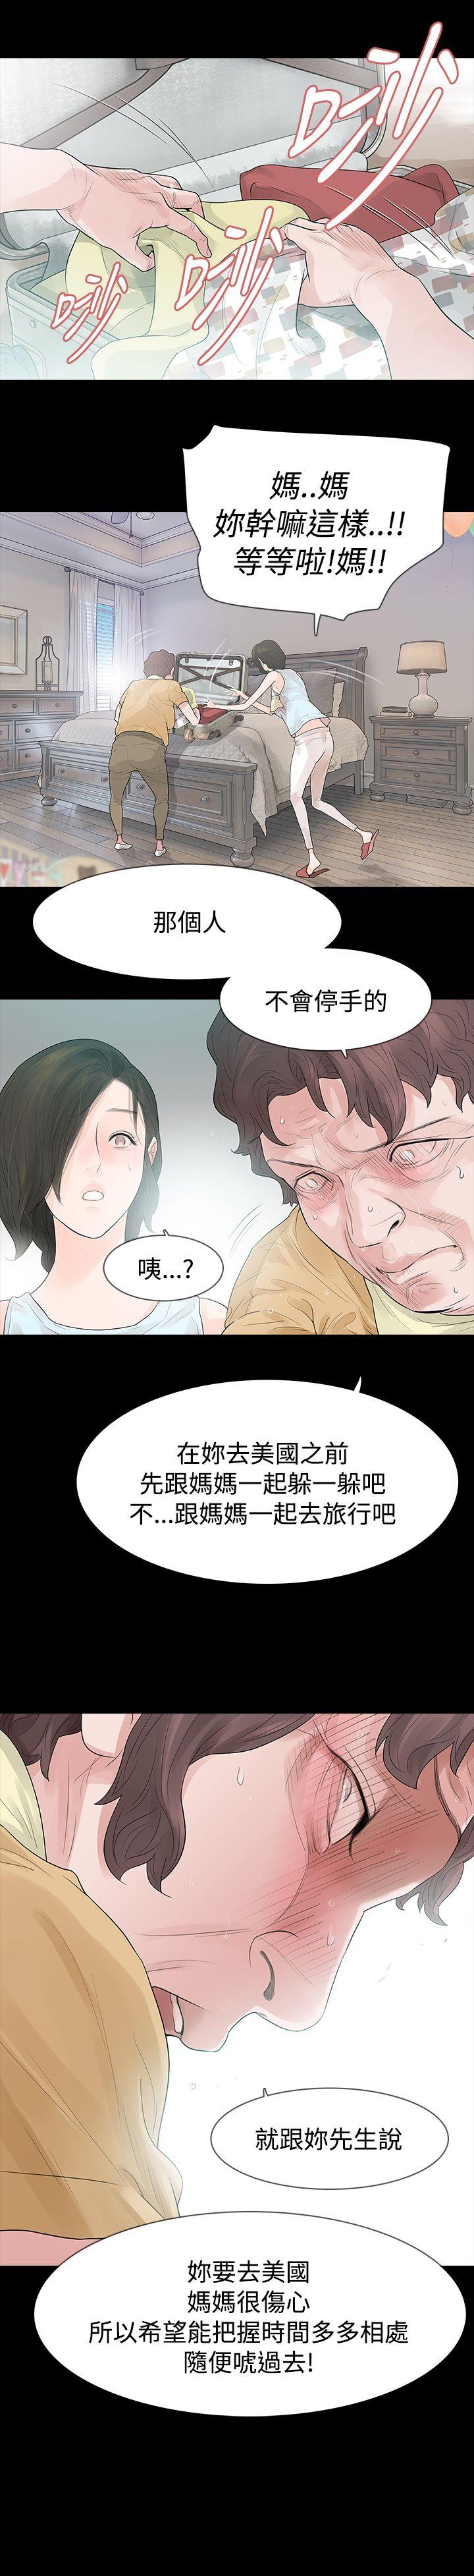 唦
唦
唦
媽..媽
妳幹嘛這樣..!!
等等啦!媽!!
那個人
不會停手的
咦...?
在妳去美國之前
先跟媽媽一起躲一躲吧
不...跟媽媽一起去旅行吧
就跟妳先生說
妳要去美國
媽媽很傷心
所以希望能把握時間多多相處
隨便唬過去!